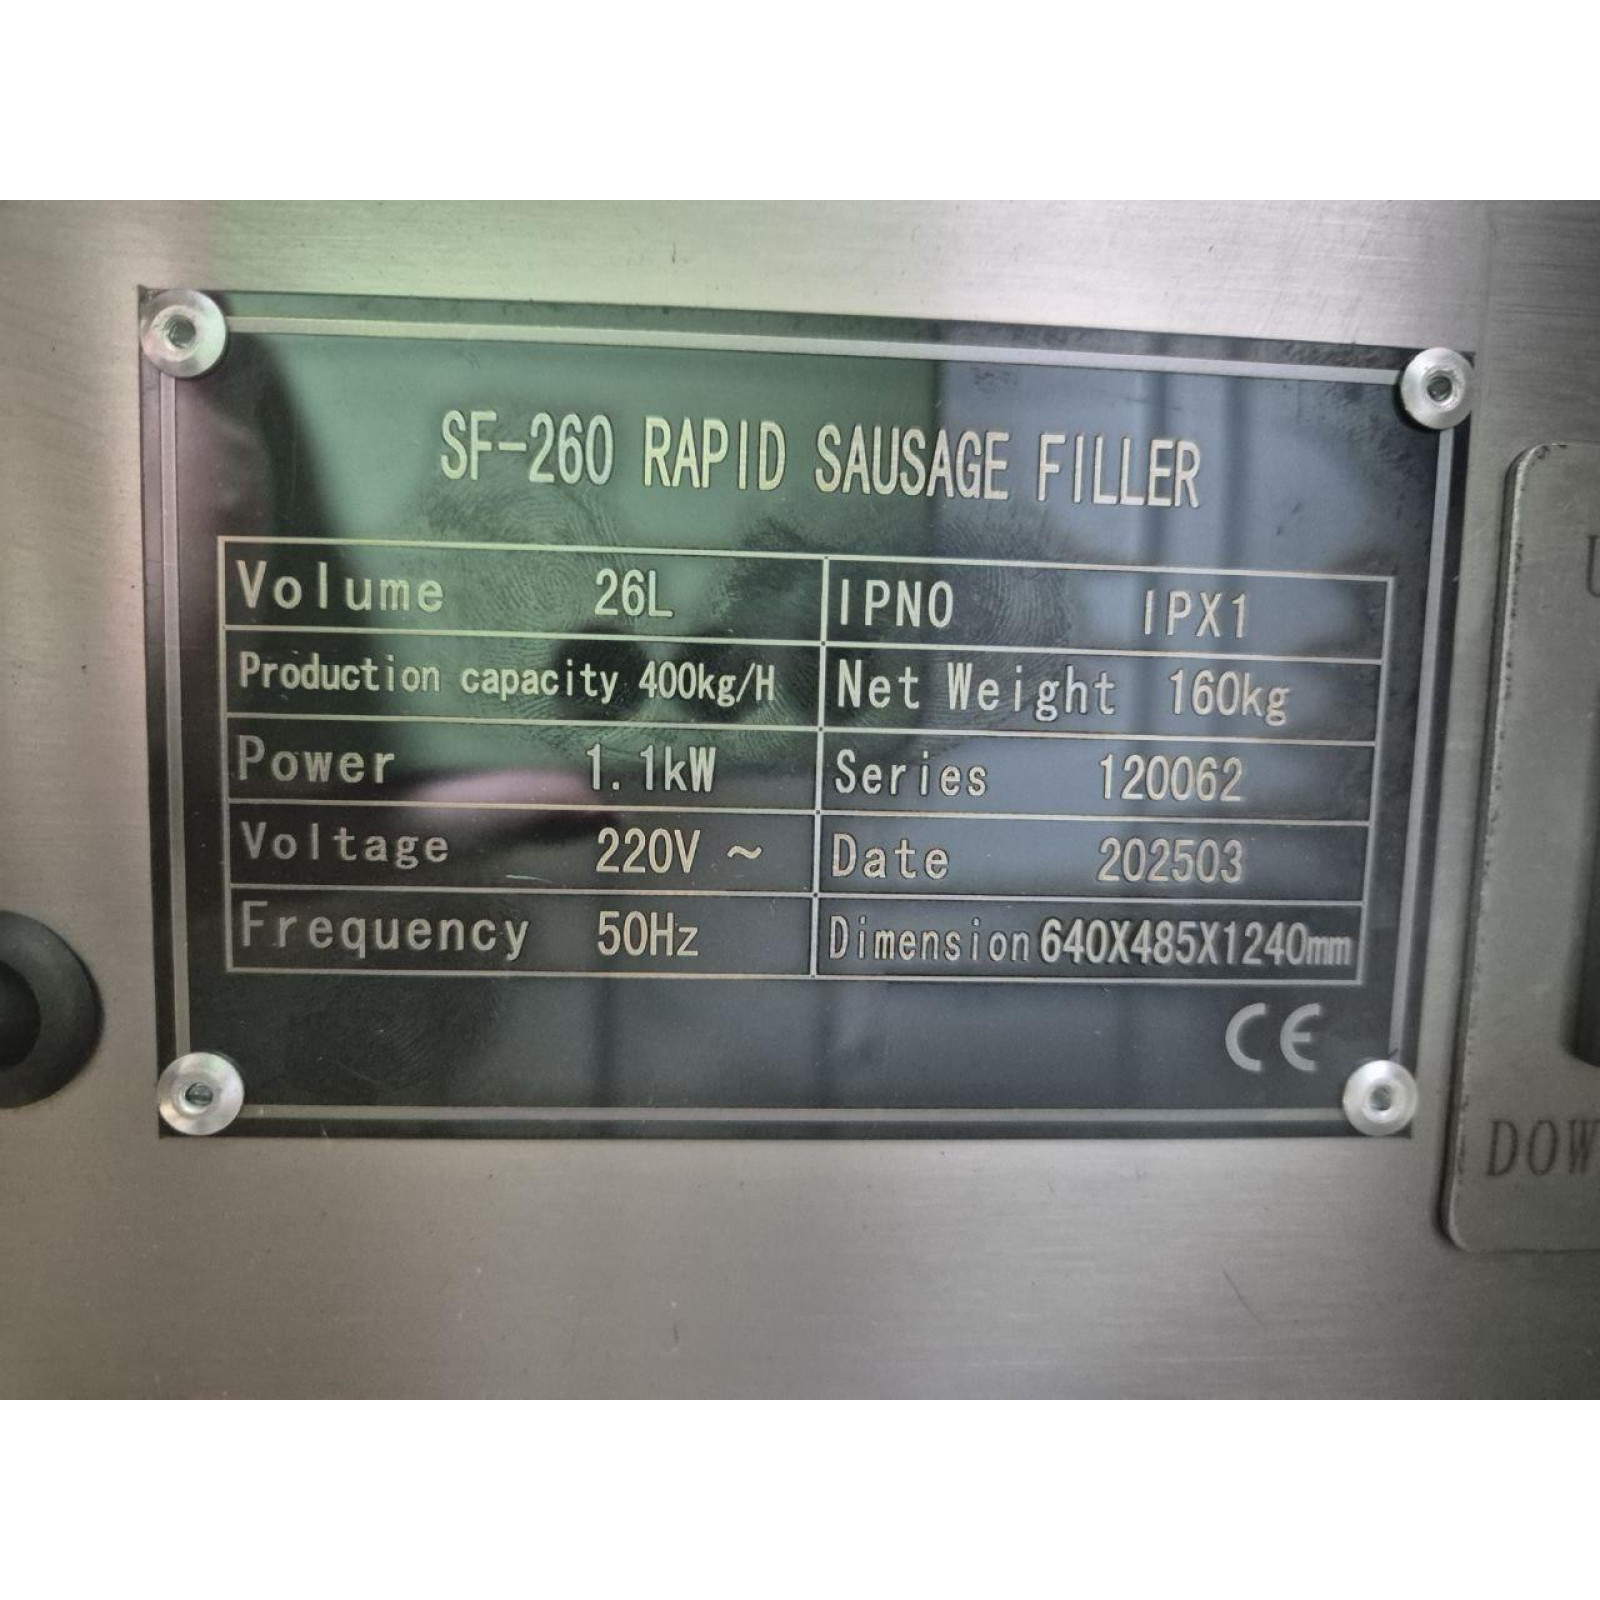 SF-260 RAPID SAUSAGE FILLER
Volume 26L IPNO IPX1
Production capacity 400kg/H Net Weight 160kg
Power 1.1kW Series 120062
Voltage 220V ~ Date 202503
Frequency 50Hz Dimension 640X485X1240mm
CE